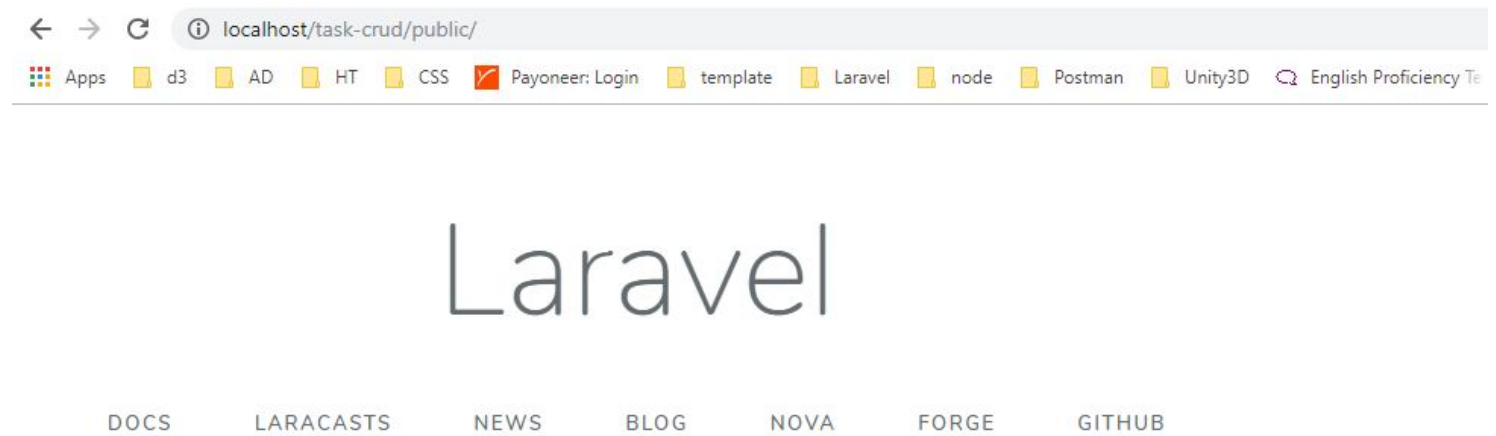 localhost/task-crud/public/
Apps d3 AD HT CSS Payoneer: Login template Laravel node Postman Unity3D English Proficiency Te
Laravel
DOCS LARACASTS NEWS BLOG NOVA FORGE GITHUB